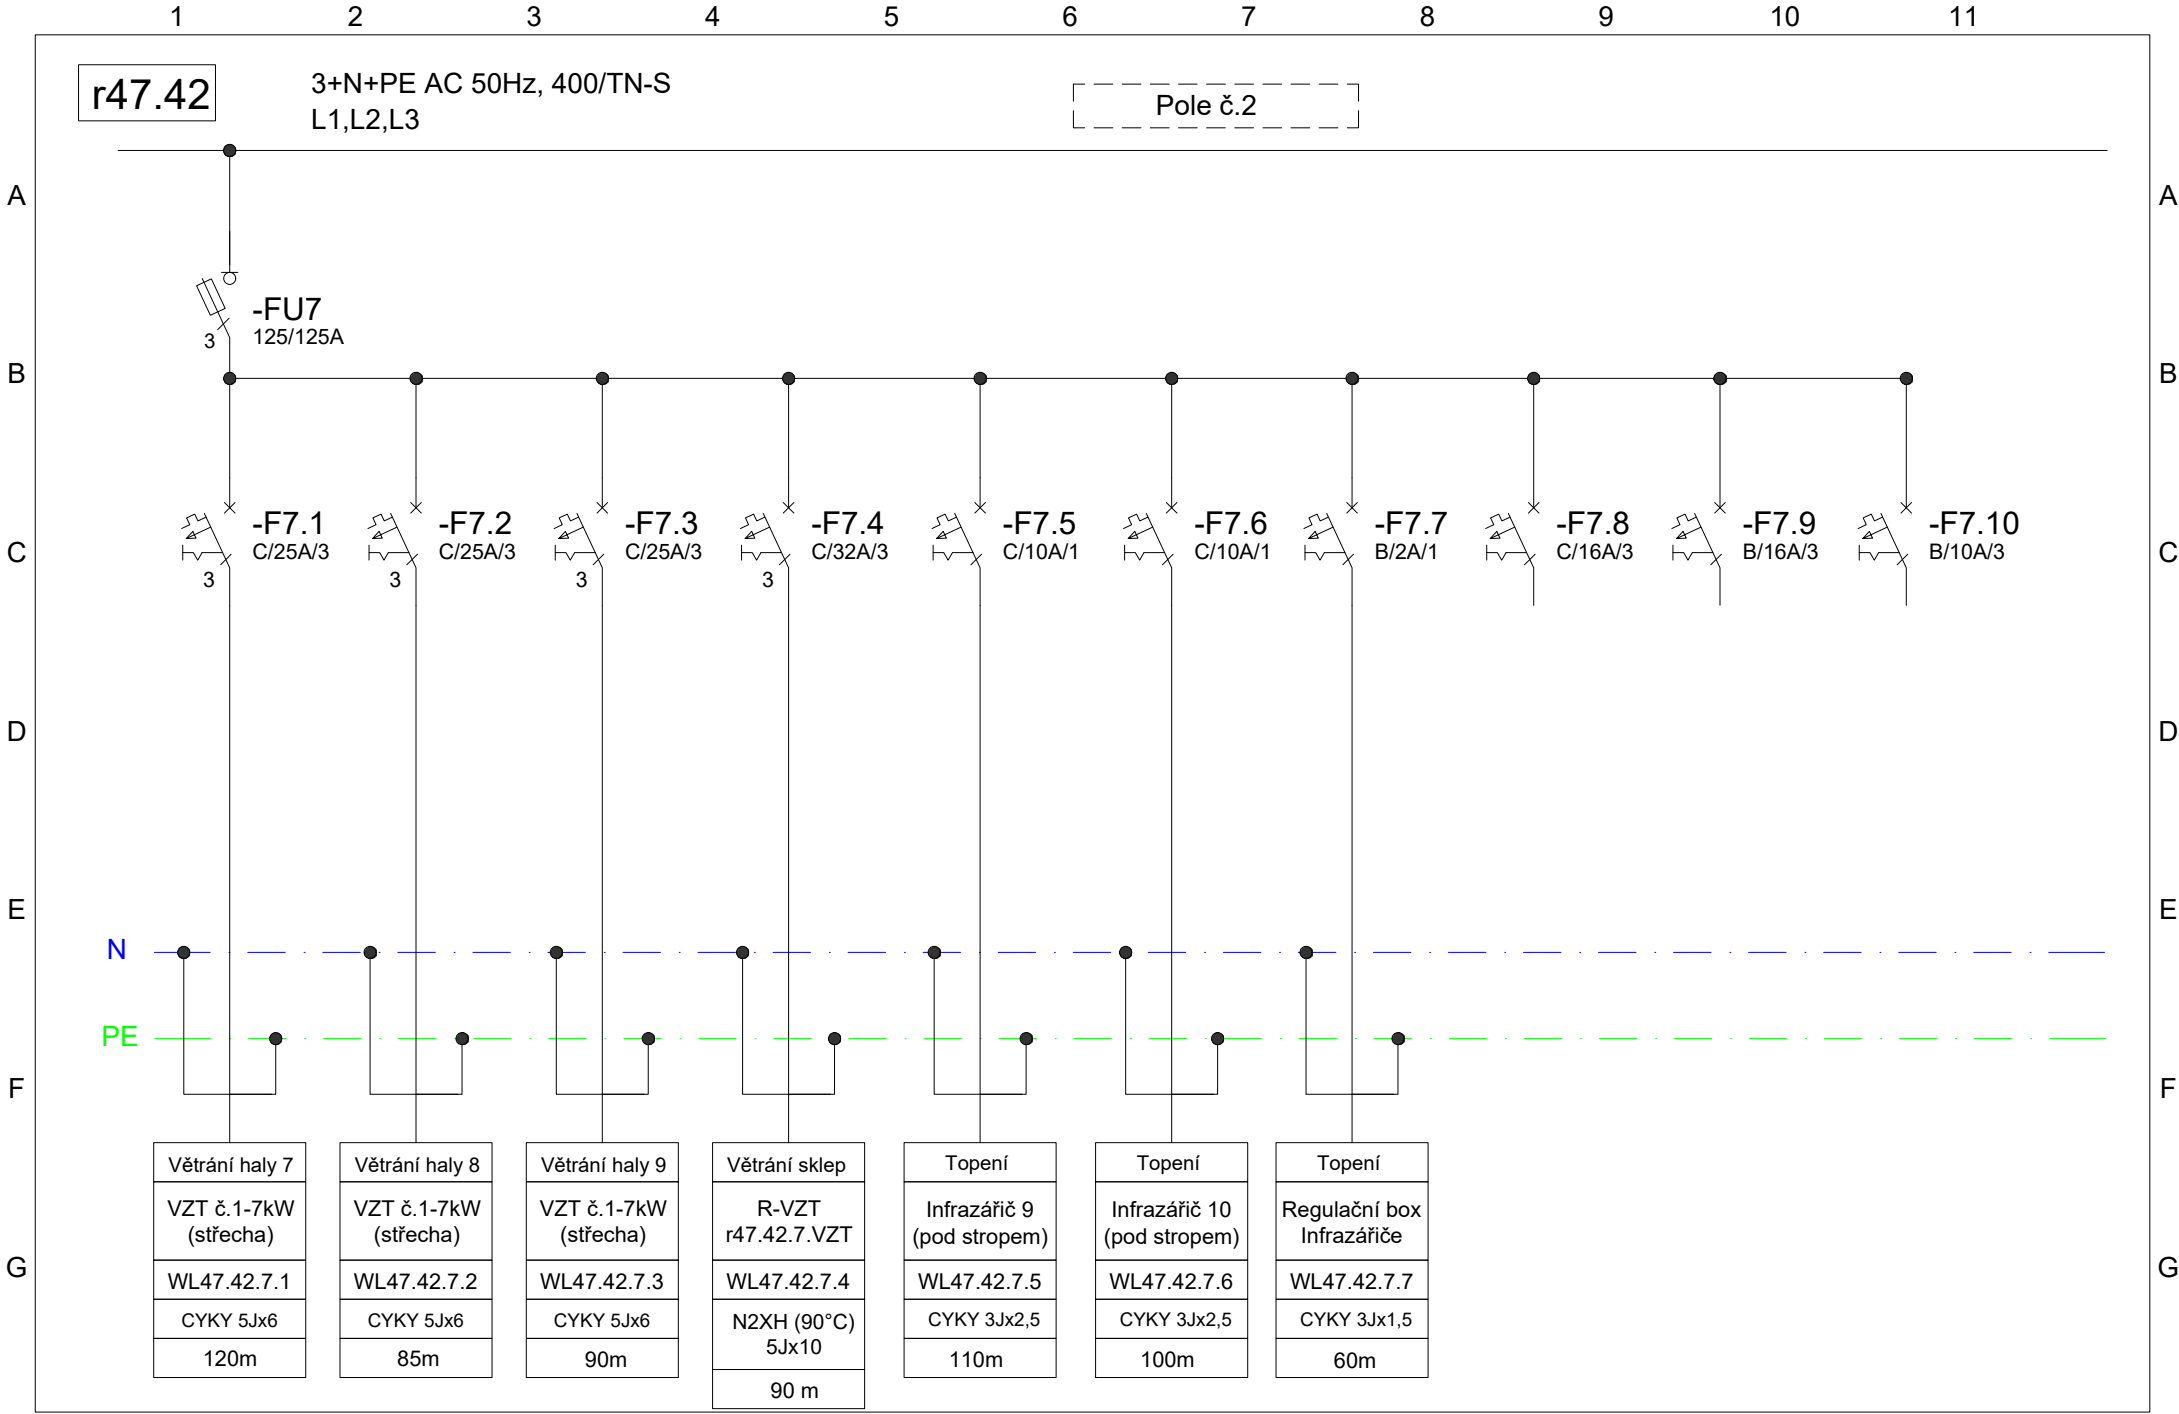 1 2 3 4 5 6 7 8 9 10 11
r47.42
3+N+PE AC 50Hz, 400/TN-S
L1,L2,L3
Pole č.2
A A
-FU7
125/125A
3
B B
-F7.1 -F7.2 -F7.3 -F7.4 -F7.5 -F7.6 -F7.7 -F7.8 -F7.9 -F7.10
C/25A/3 C/25A/3 C/25A/3 C/32A/3 C/10A/1 C/10A/1 B/2A/1 C/16A/3 B/16A/3 B/10A/3
C C
3 3 3 3
D D
E E
N
PE
F F
Větrání haly 7
VZT č.1-7kW
(střecha)
WL47.42.7.1
CYKY 5Jx6
120m
Větrání haly 8
VZT č.1-7kW
(střecha)
WL47.42.7.2
CYKY 5Jx6
85m
Větrání haly 9
VZT č.1-7kW
(střecha)
WL47.42.7.3
CYKY 5Jx6
90m
Větrání sklep
R-VZT
r47.42.7.VZT
WL47.42.7.4
N2XH (90°C)
5Jx10
90 m
Topení
Infrazářič 9
(pod stropem)
WL47.42.7.5
CYKY 3Jx2,5
110m
Topení
Infrazářič 10
(pod stropem)
WL47.42.7.6
CYKY 3Jx2,5
100m
Topení
Regulační box
Infrazářiče
WL47.42.7.7
CYKY 3Jx1,5
60m
G G